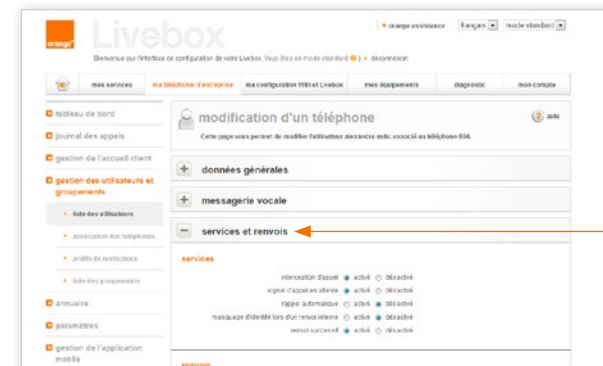 orange
Livebox
orange assistance français mode standard
Bienvenue sur l'interface de configuration de votre Livebox. Vous êtes en mode standard | déconnexion
mes services ma téléphonie d'entreprise ma configuration WIFI et Livebox mes équipements diagnostic mon compte
tableau de bord
journal des appels
gestion de l'accueil client
gestion des utilisateurs et
groupements
liste des utilisateurs
association des téléphones
profils de restrictions
liste des groupements
annuaire
paramètres
gestion de l'application
mobile
modification d'un téléphone
aide
Cette page vous permet de modifier l'utilisateur alexandra antic associé au téléphone 604.
données générales
messagerie vocale
services et renvois
services
interception d'appel activé désactivé
signal d'appel en attente activé désactivé
rappel automatique activé désactivé
masquage d'identité lors d'un renvoi interne activé désactivé
renvoi successif activé désactivé